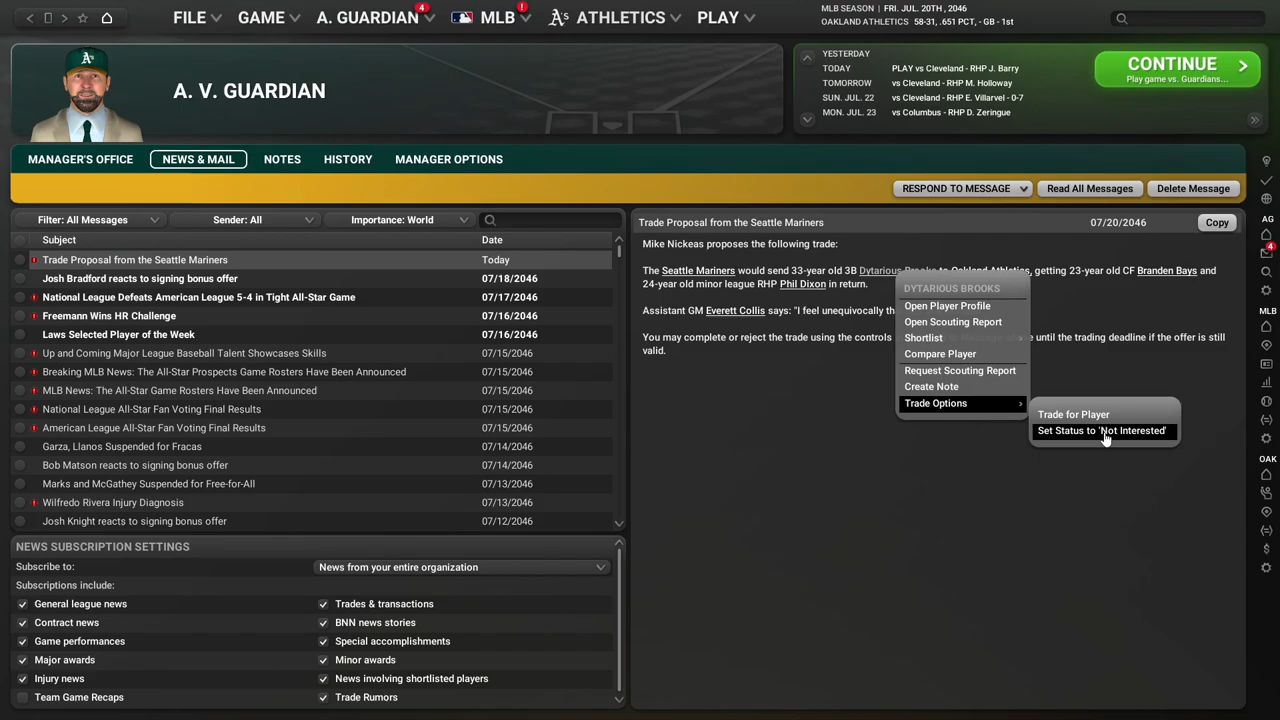 FILE
GAME
A. GUARDIAN
4
MLB
!
A's
ATHLETICS
PLAY
MLB SEASON | FRI. JUL. 20TH , 2046
OAKLAND ATHLETICS 58-31, .651 PCT, - GB - 1st
A's
A. V. GUARDIAN
YESTERDAY
TODAY PLAY vs Cleveland - RHP J. Barry
TOMORROW vs Cleveland - RHP M. Holloway
SUN. JUL. 22 vs Cleveland - RHP E. Villarvel - 0-7
MON. JUL. 23 vs Columbus - RHP D. Zeringue
CONTINUE
Play game vs. Guardians...
MANAGER'S OFFICE
NEWS & MAIL
NOTES
HISTORY
MANAGER OPTIONS
RESPOND TO MESSAGE
Read All Messages
Delete Message
Filter: All Messages
Sender: All
Importance: World
Subject Date
Trade Proposal from the Seattle Mariners Today
Josh Bradford reacts to signing bonus offer 07/18/2046
National League Defeats American League 5-4 in Tight All-Star Game 07/17/2046
Freemann Wins HR Challenge 07/16/2046
Laws Selected Player of the Week 07/16/2046
Up and Coming Major League Baseball Talent Showcases Skills 07/15/2046
Breaking MLB News: The All-Star Prospects Game Rosters Have Been Announced 07/15/2046
MLB News: The All-Star Game Rosters Have Been Announced 07/15/2046
National League All-Star Fan Voting Final Results 07/15/2046
American League All-Star Fan Voting Final Results 07/15/2046
Garza, Llanos Suspended for Fracas 07/14/2046
Bob Matson reacts to signing bonus offer 07/14/2046
Marks and McGathey Suspended for Free-for-All 07/13/2046
Wilfredo Rivera Injury Diagnosis 07/13/2046
Josh Knight reacts to signing bonus offer 07/12/2046
NEWS SUBSCRIPTION SETTINGS
Subscribe to: News from your entire organization
Subscriptions include:
General league news Trades & transactions
Contract news BNN news stories
Game performances Special accomplishments
Major awards Minor awards
Injury news News involving shortlisted players
Team Game Recaps Trade Rumors
Trade Proposal from the Seattle Mariners 07/20/2046 Copy
Mike Nickeas proposes the following trade:
The Seattle Mariners would send 33-year old 3B Dytarious Brooks to Oakland Athletics, getting 23-year old CF Branden Bays and
24-year old minor league RHP Phil Dixon in return.
Assistant GM Everett Collis says: "I feel unequivocally th
You may complete or reject the trade using the controls until the trading deadline if the offer is still
valid.
DYTARIOUS BROOKS
Open Player Profile
Open Scouting Report
Shortlist
Compare Player
Request Scouting Report
Create Note
Trade Options
Trade for Player
Set Status to 'Not Interested'
AG
4
MLB
OAK